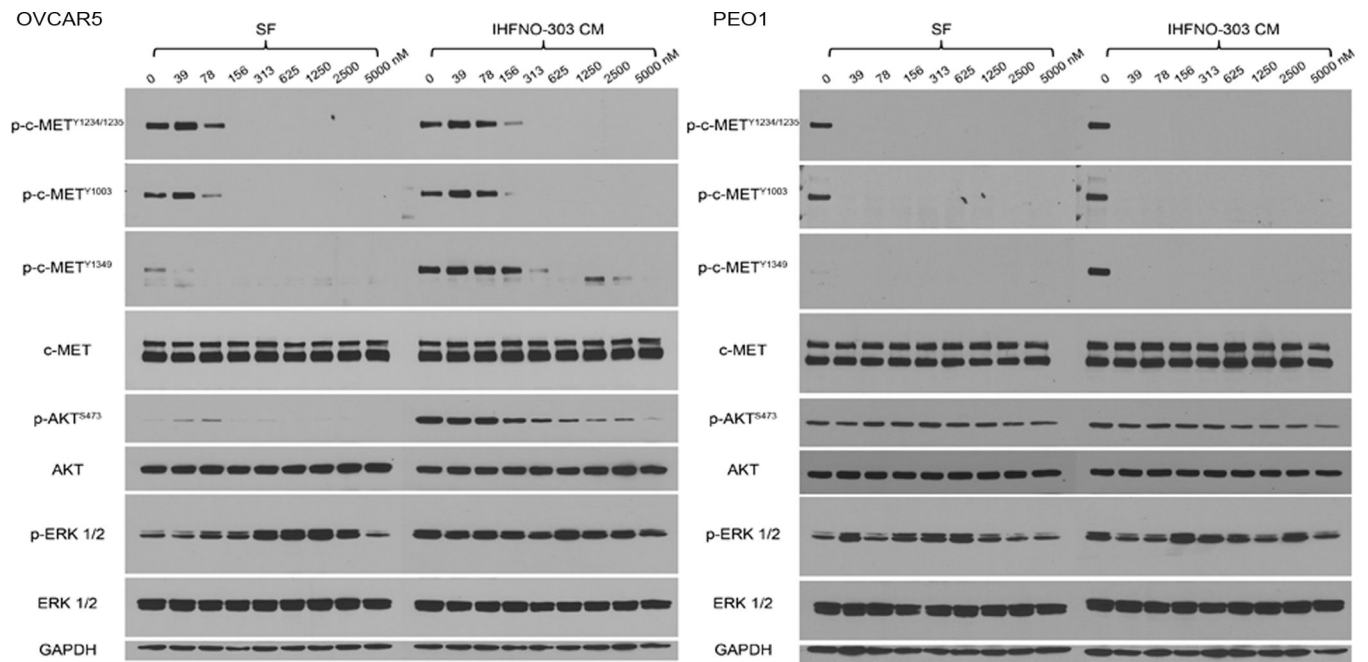 OVCAR5
SF
IHFNO-303 CM
0 39 78 156 313 625 1250 2500 5000 nM
0 39 78 156 313 625 1250 2500 5000 nM
p-c-METY1234/1235
p-c-METY1003
p-c-METY1349
c-MET
p-AKTS473
AKT
p-ERK 1/2
ERK 1/2
GAPDH
PEO1
SF
IHFNO-303 CM
0 39 78 156 313 625 1250 2500 5000 nM
0 39 78 156 313 625 1250 2500 5000 nM
p-c-METY1234/1235
p-c-METY1003
p-c-METY1349
c-MET
p-AKTS473
AKT
p-ERK 1/2
ERK 1/2
GAPDH